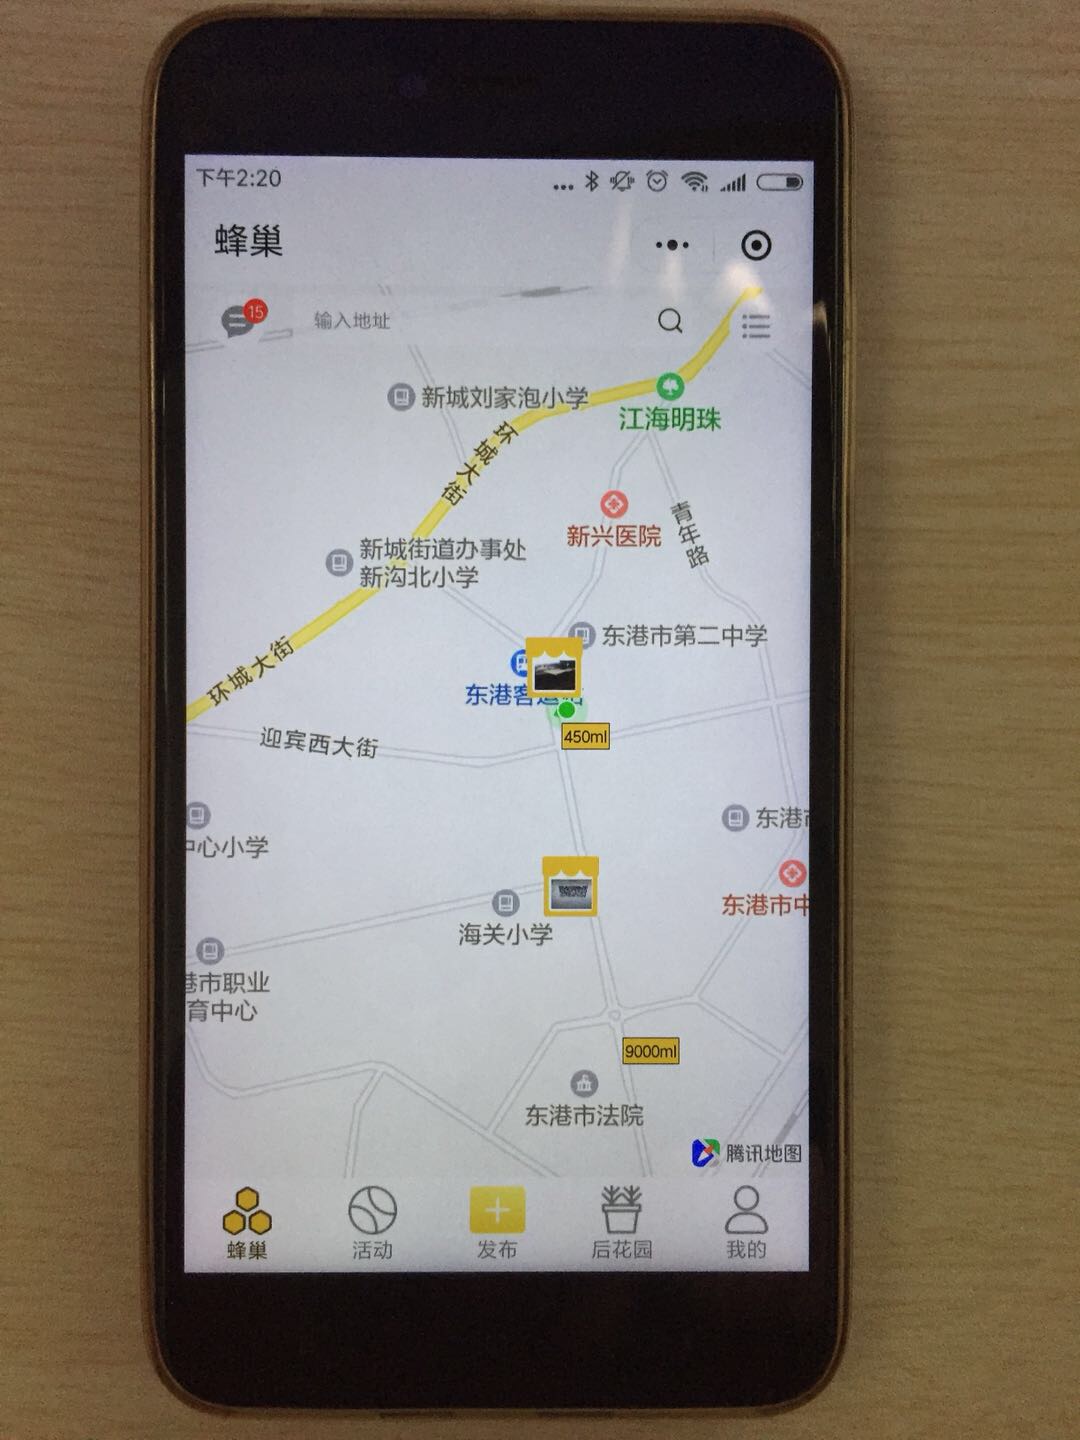 下午2:20
蜂巢
15
输入地址
新城刘家泡小学
江海明珠
环城大街
青年路
新兴医院
新城街道办事处
新沟北小学
东港市第二中学
环城大街
东港客运站
450ml
迎宾西大街
东港市
中心小学
东港市中
海关小学
港市职业
育中心
9000ml
东港市法院
腾讯地图
蜂巢
活动
发布
后花园
我的